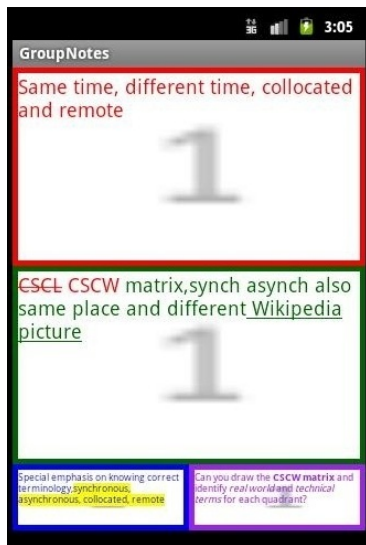 3G 3:05
GroupNotes
Same time, different time, collocated
and remote
1
CSCL CSCW matrix,synch asynch also
same place and different Wikipedia
picture
1
Special emphasis on knowing correct
terminology,synchronous,
asynchronous, collocated, remote
Can you draw the CSCW matrix and
identify real world and technical
terms for each quadrant?
1